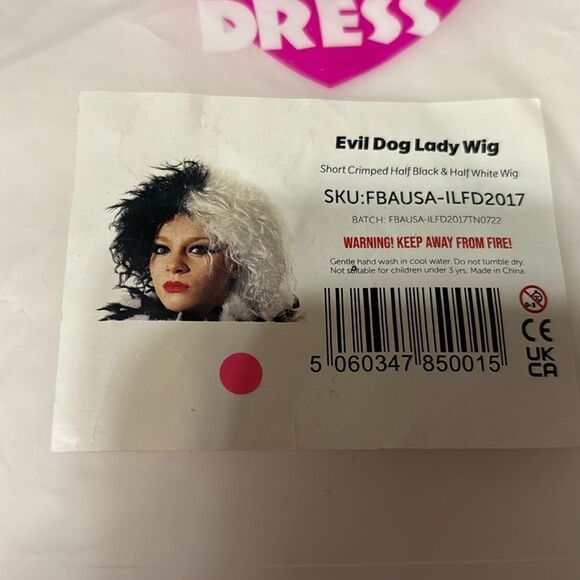 DRESS
Evil Dog Lady Wig
Short Crimped Half Black & Half White Wig
SKU:FBAUSA-ILFD2017
BATCH: FBAUSA-ILFD2017TN0722
WARNING! KEEP AWAY FROM FIRE!
Gentle hand wash in cool water. Do not tumble dry.
Not suitable for children under 3 yrs. Made in China.
0-3
CE
UK
CA
5 060347 850015